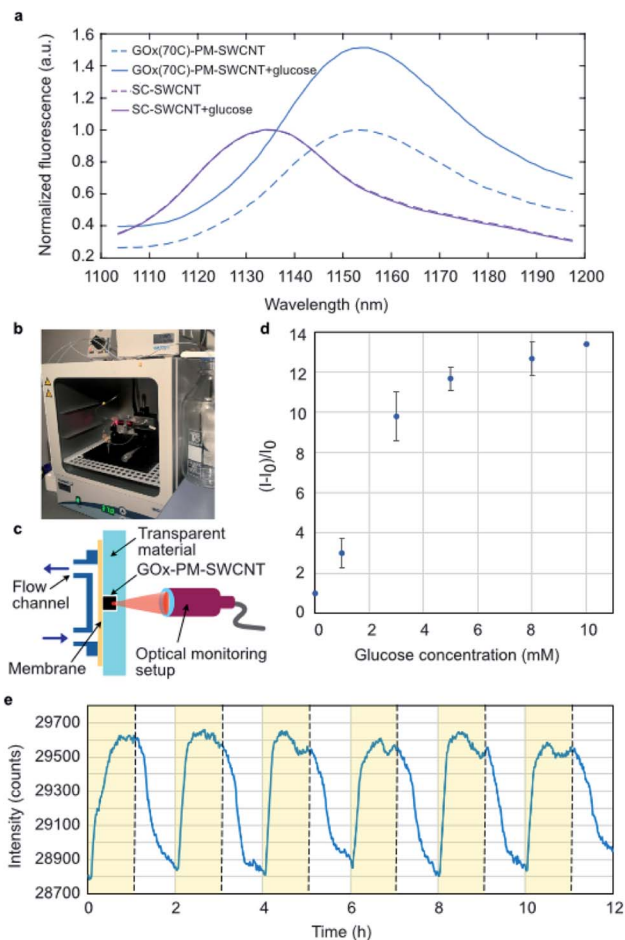 a
1.6
1.4
1.2
1.0
0.8
0.6
0.4
0.2
Normalized fluorescence (a.u.)
GOx(70C)-PM-SWCNT
GOx(70C)-PM-SWCNT+glucose
SC-SWCNT
SC-SWCNT+glucose
1100 1110 1120 1130 1140 1150 1160 1170 1180 1190 1200
Wavelength (nm)
b
c
Transparent
material
GOx-PM-SWCNT
Flow
channel
Membrane
Optical monitoring
setup
d
14
12
10
8
6
4
2
0
(I-I0)/I0
0 2 4 6 8 10
Glucose concentration (mM)
e
29700
29500
29300
29100
28900
28700
Intensity (counts)
0 2 4 6 8 10 12
Time (h)